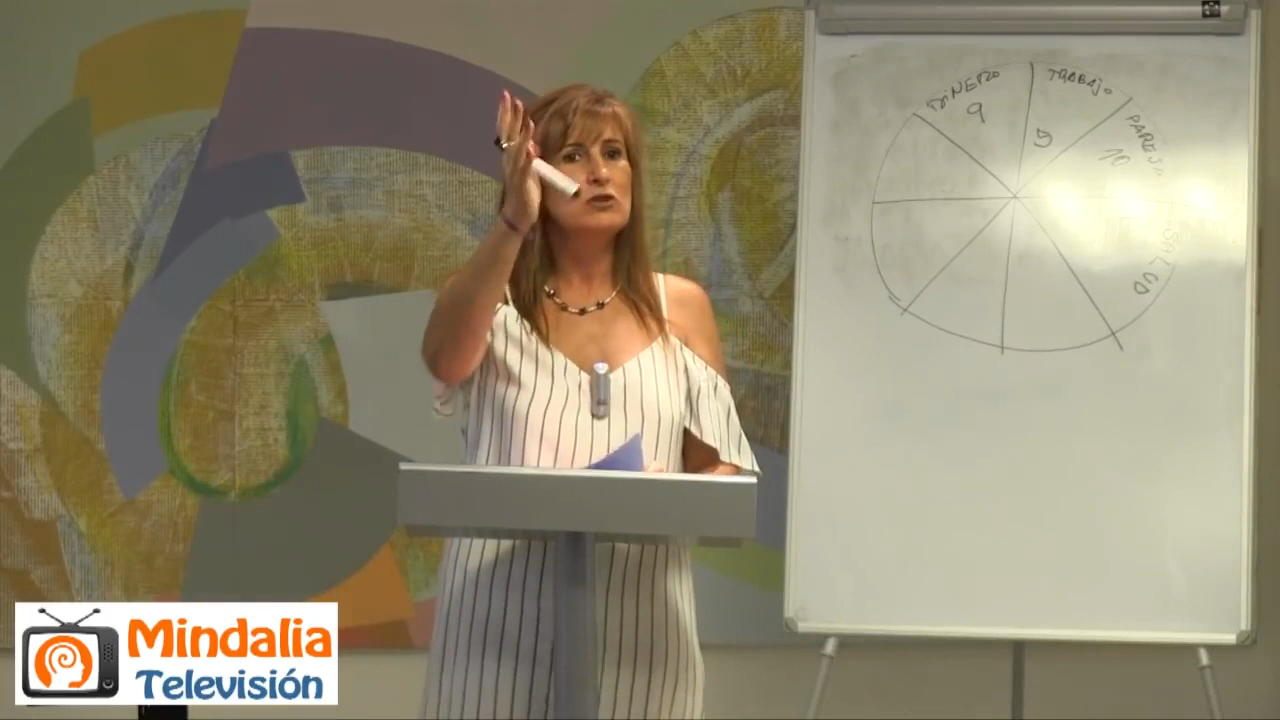 DINERO
9
TRABAJO
5
PAREJA
10
SALUD
Mindalia
Televisión